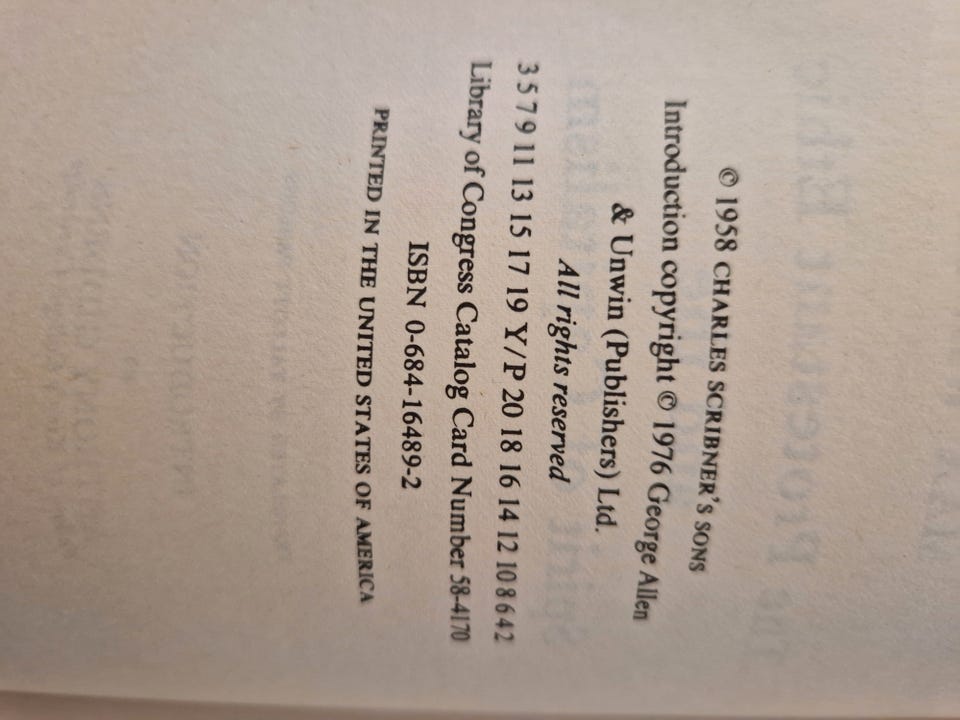 © 1958 CHARLES SCRIBNER'S SONS
Introduction copyright © 1976 George Allen
& Unwin (Publishers) Ltd.
All rights reserved
3 5 7 9 11 13 15 17 19 Y/P 20 18 16 14 12 10 8 6 4 2
Library of Congress Catalog Card Number 58-4170
ISBN 0-684-16489-2
PRINTED IN THE UNITED STATES OF AMERICA